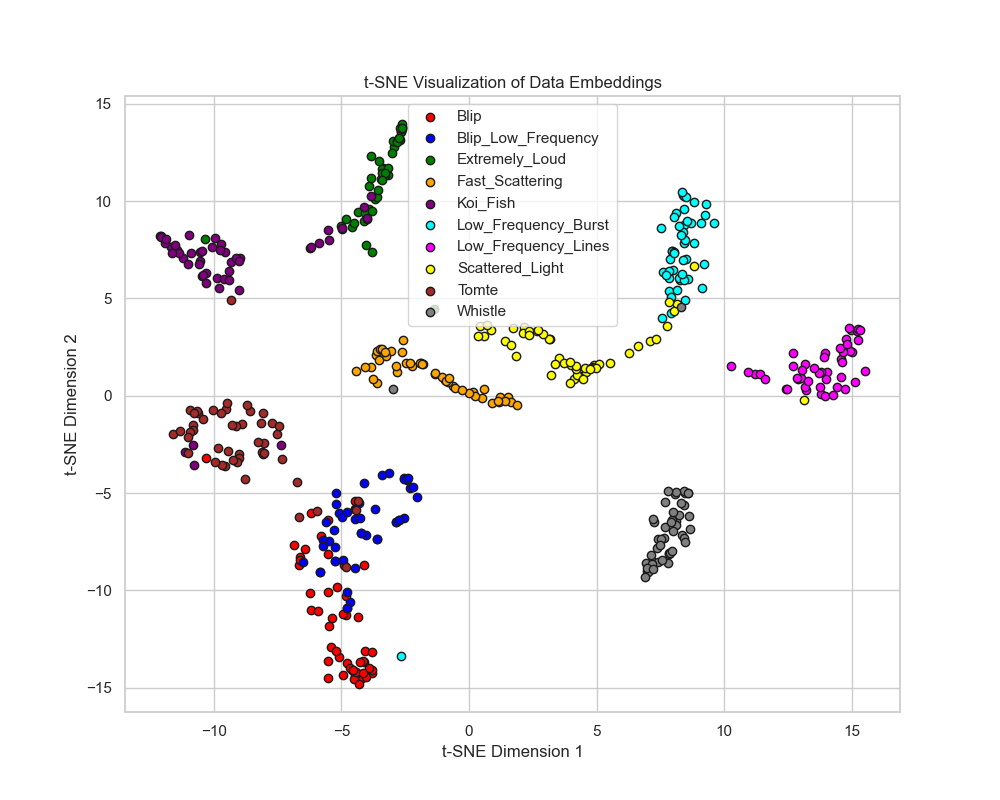 t-SNE Visualization of Data Embeddings
15
10
5
0
−5
−10
−15
t-SNE Dimension 2
Blip
Blip_Low_Frequency
Extremely_Loud
Fast_Scattering
Koi_Fish
Low_Frequency_Burst
Low_Frequency_Lines
Scattered_Light
Tomte
Whistle
−10 −5 0 5 10 15
t-SNE Dimension 1